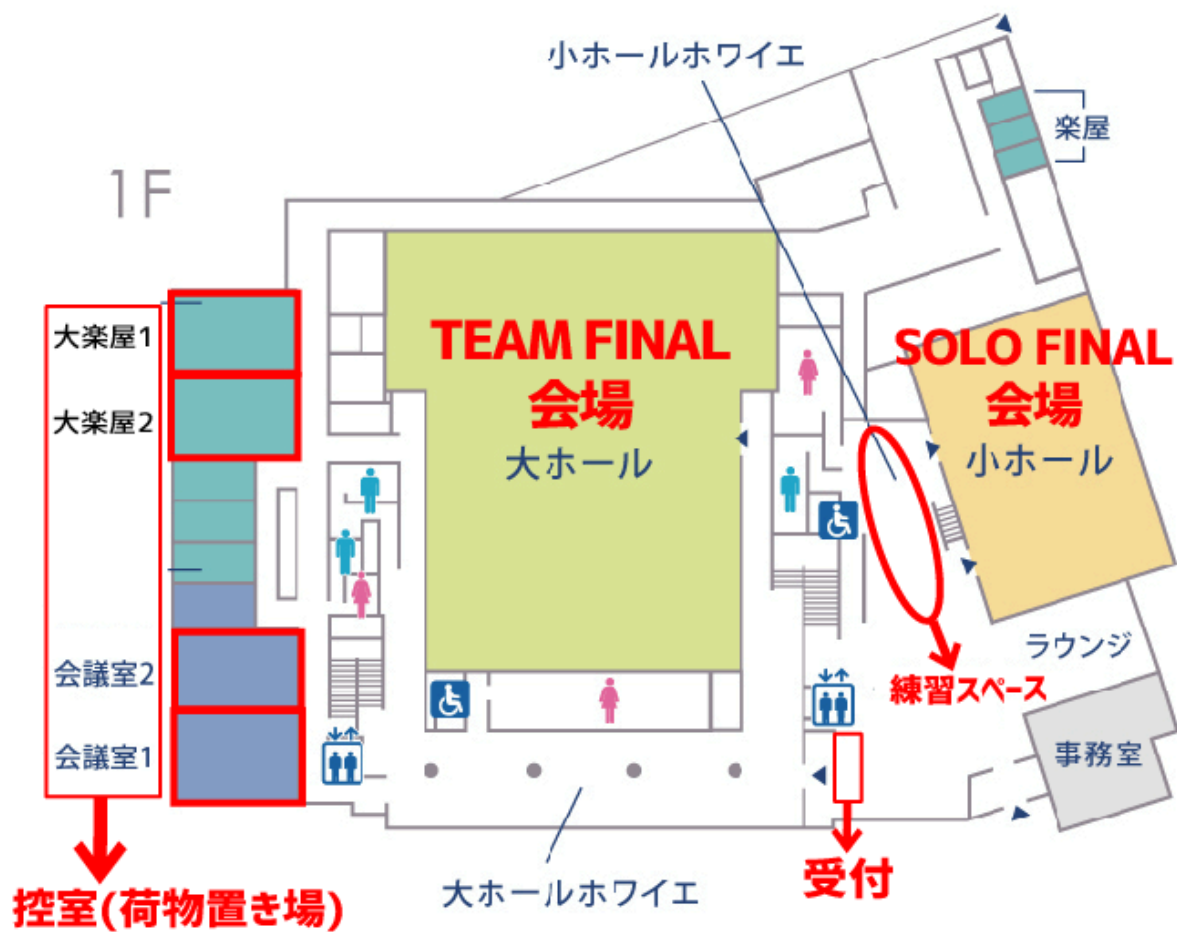 小ホールホワイエ
楽屋
1F
大楽屋1
大楽屋2
TEAM FINAL
会場
大ホール
SOLO FINAL
会場
小ホール
会議室2
会議室1
ラウンジ
練習スペース
事務室
控室(荷物置き場)
大ホールホワイエ
受付